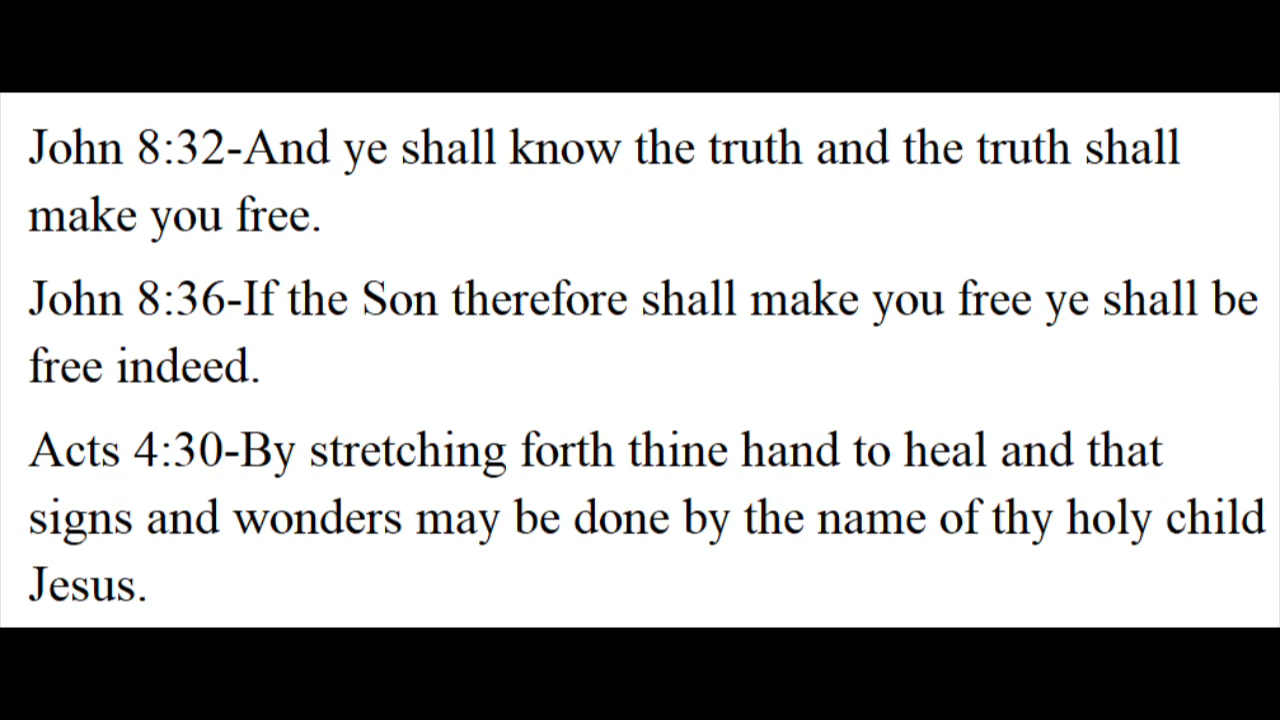 John 8:32-And ye shall know the truth and the truth shall
make you free.
John 8:36-If the Son therefore shall make you free ye shall be
free indeed.
Acts 4:30-By stretching forth thine hand to heal and that
signs and wonders may be done by the name of thy holy child
Jesus.